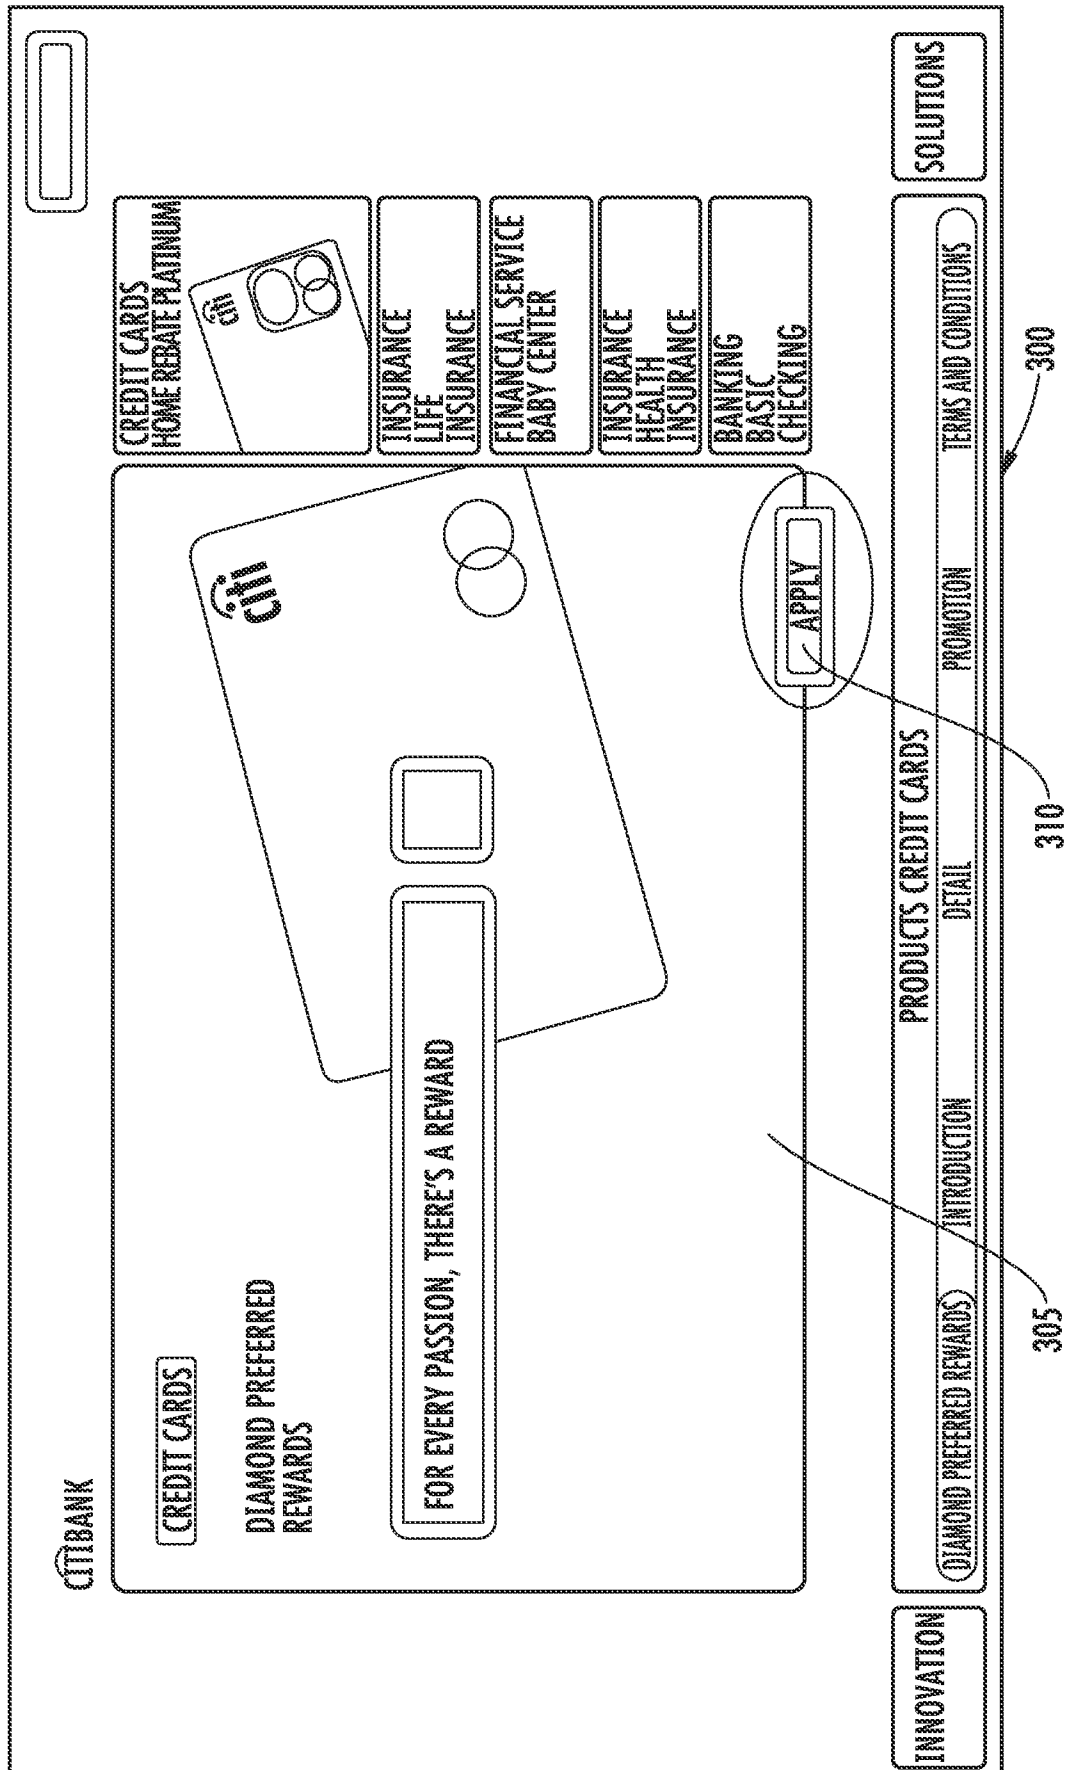 CITIBANK
CREDIT CARDS
DIAMOND PREFERRED
REWARDS
FOR EVERY PASSION, THERE'S A REWARD
citi
APPLY
CREDIT CARDS
HOME REBATE PLATINUM
citi
INSURANCE
LIFE
INSURANCE
FINANCIAL SERVICE
BABY CENTER
INSURANCE
HEALTH
INSURANCE
BANKING
BASIC
CHECKING
INNOVATION
PRODUCTS CREDIT CARDS
DIAMOND PREFERRED REWARDS INTRODUCTION DETAIL PROMOTION TERMS AND CONDITIONS
SOLUTIONS
305
310
300